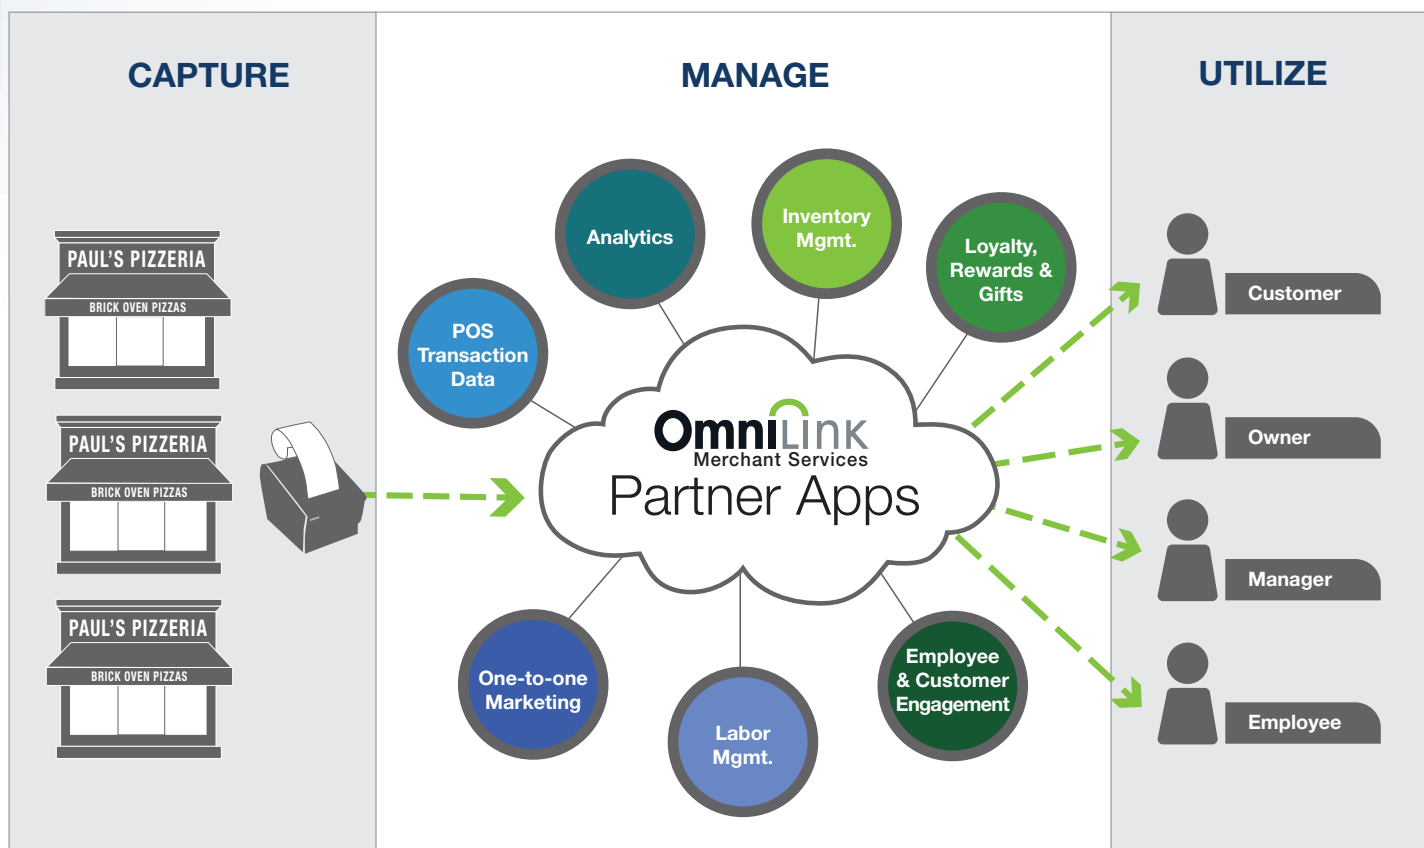 CAPTURE
MANAGE
UTILIZE
PAUL'S PIZZERIA
BRICK OVEN PIZZAS
PAUL'S PIZZERIA
BRICK OVEN PIZZAS
PAUL'S PIZZERIA
BRICK OVEN PIZZAS
POS
Transaction
Data
Analytics
Inventory
Mgmt.
Loyalty,
Rewards &
Gifts
OmniLink
Merchant Services
Partner Apps
One-to-one
Marketing
Labor
Mgmt.
Employee
& Customer
Engagement
Customer
Owner
Manager
Employee